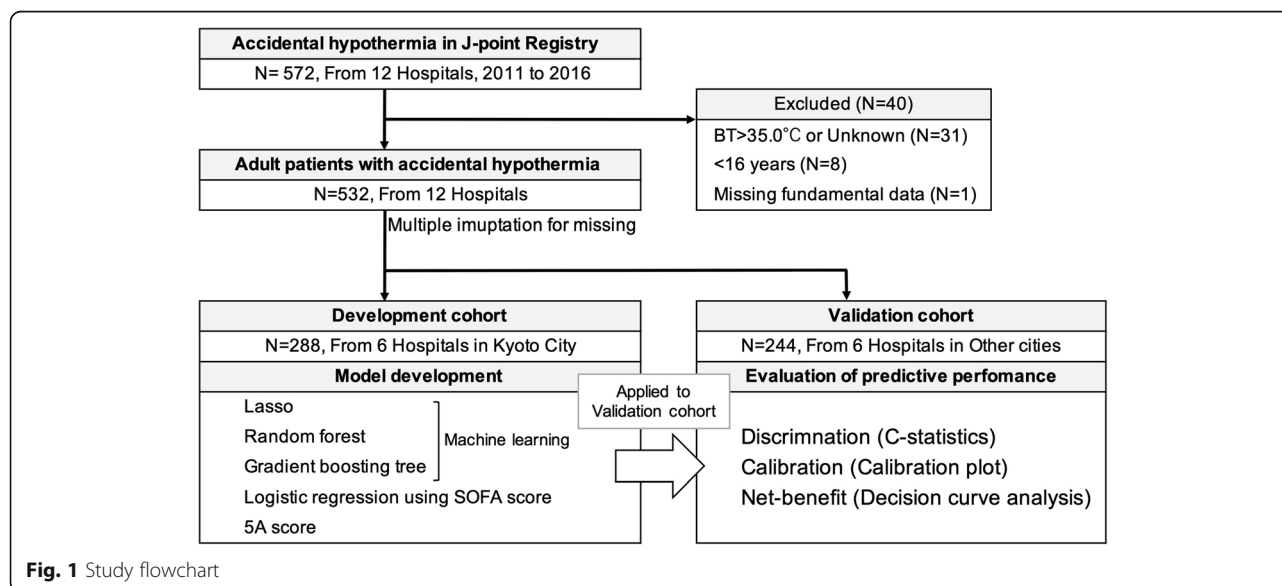 Accidental hypothermia in J-point Registry
N= 572, From 12 Hospitals, 2011 to 2016
Excluded (N=40)
BT>35.0℃ or Unknown (N=31)
<16 years (N=8)
Missing fundamental data (N=1)
Adult patients with accidental hypothermia
N=532, From 12 Hospitals
Multiple imuptation for missing
Development cohort
N=288, From 6 Hospitals in Kyoto City
Model development
Lasso
Random forest
Gradient boosting tree
Machine learning
Logistic regression using SOFA score
5A score
Applied to
Validation cohort
Validation cohort
N=244, From 6 Hospitals in Other cities
Evaluation of predictive perfomance
Discrimnation (C-statistics)
Calibration (Calibration plot)
Net-benefit (Decision curve analysis)
Fig. 1 Study flowchart